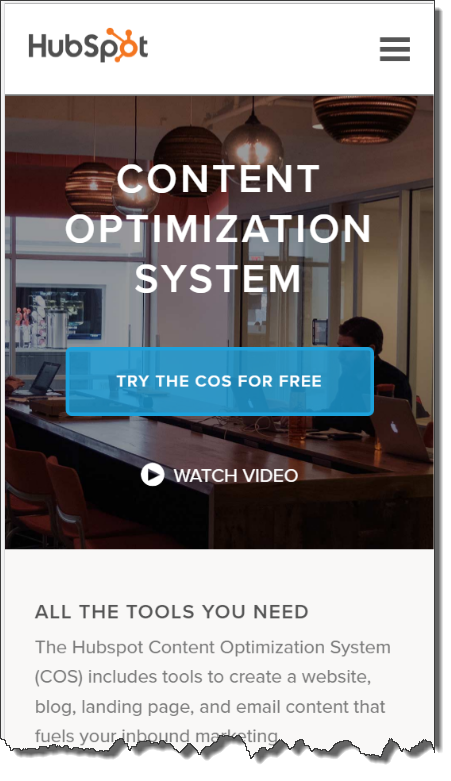 HubSpot
CONTENT
OPTIMIZATION
SYSTEM
TRY THE COS FOR FREE
WATCH VIDEO
ALL THE TOOLS YOU NEED
The Hubspot Content Optimization System
(COS) includes tools to create a website,
blog, landing page, and email content that
fuels your inbound marketing